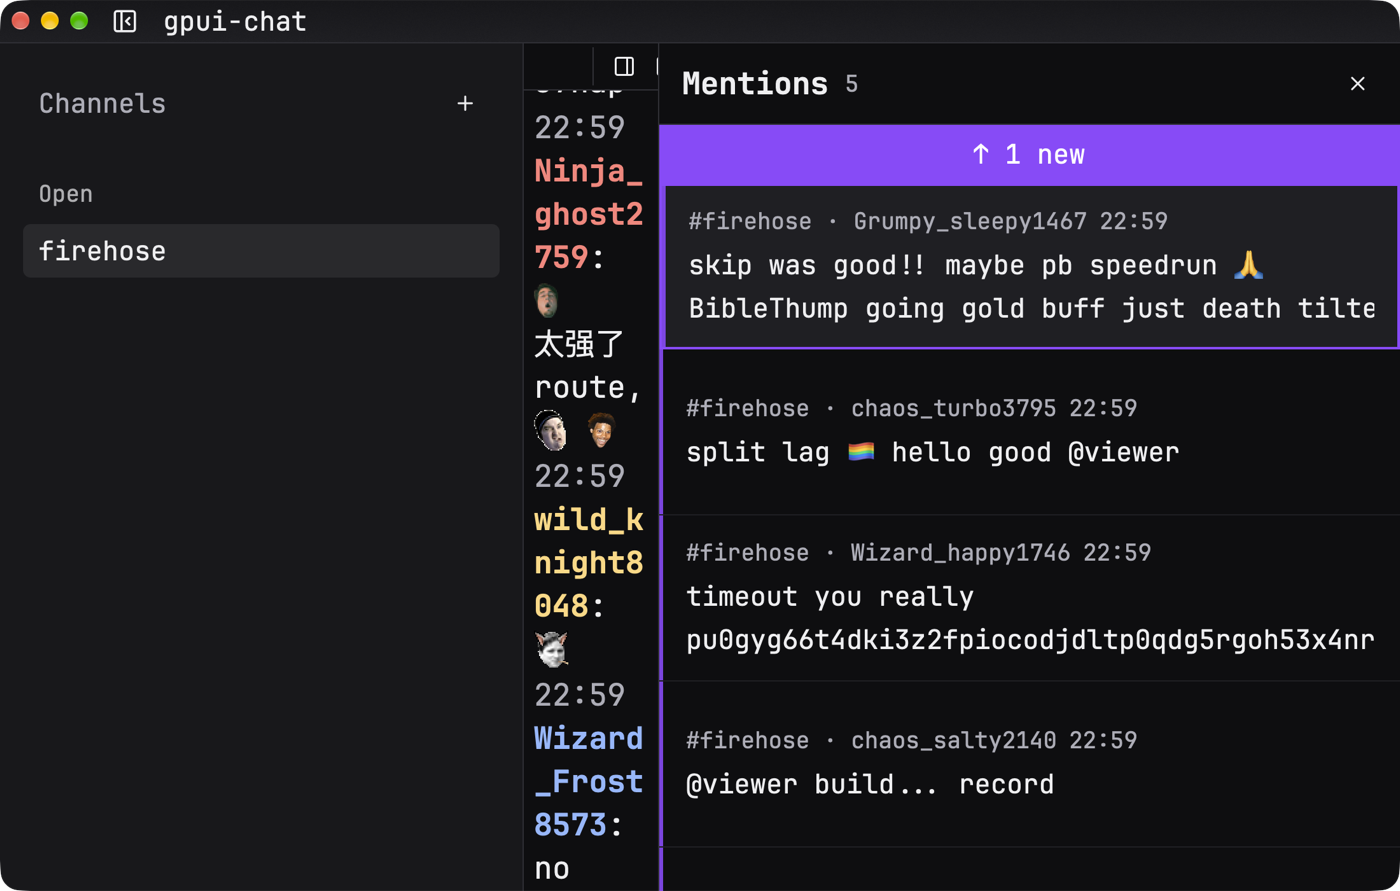 gpui-chat
Channels
+
Open
firehose
22:59
Ninja_
ghost2
759:
太强了
route,
22:59
wild_k
night8
048:
22:59
Wizard
_Frost
8573:
no
Mentions 5
↑ 1 new
#firehose · Grumpy_sleepy1467 22:59
skip was good!! maybe pb speedrun 🙏
BibleThump going gold buff just death tilte
#firehose · chaos_turbo3795 22:59
split lag 🏳️‍🌈 hello good @viewer
#firehose · Wizard_happy1746 22:59
timeout you really
pu0gyg66t4dki3z2fpiocodjdltp0qdg5rgoh53x4nr
#firehose · chaos_salty2140 22:59
@viewer build... record